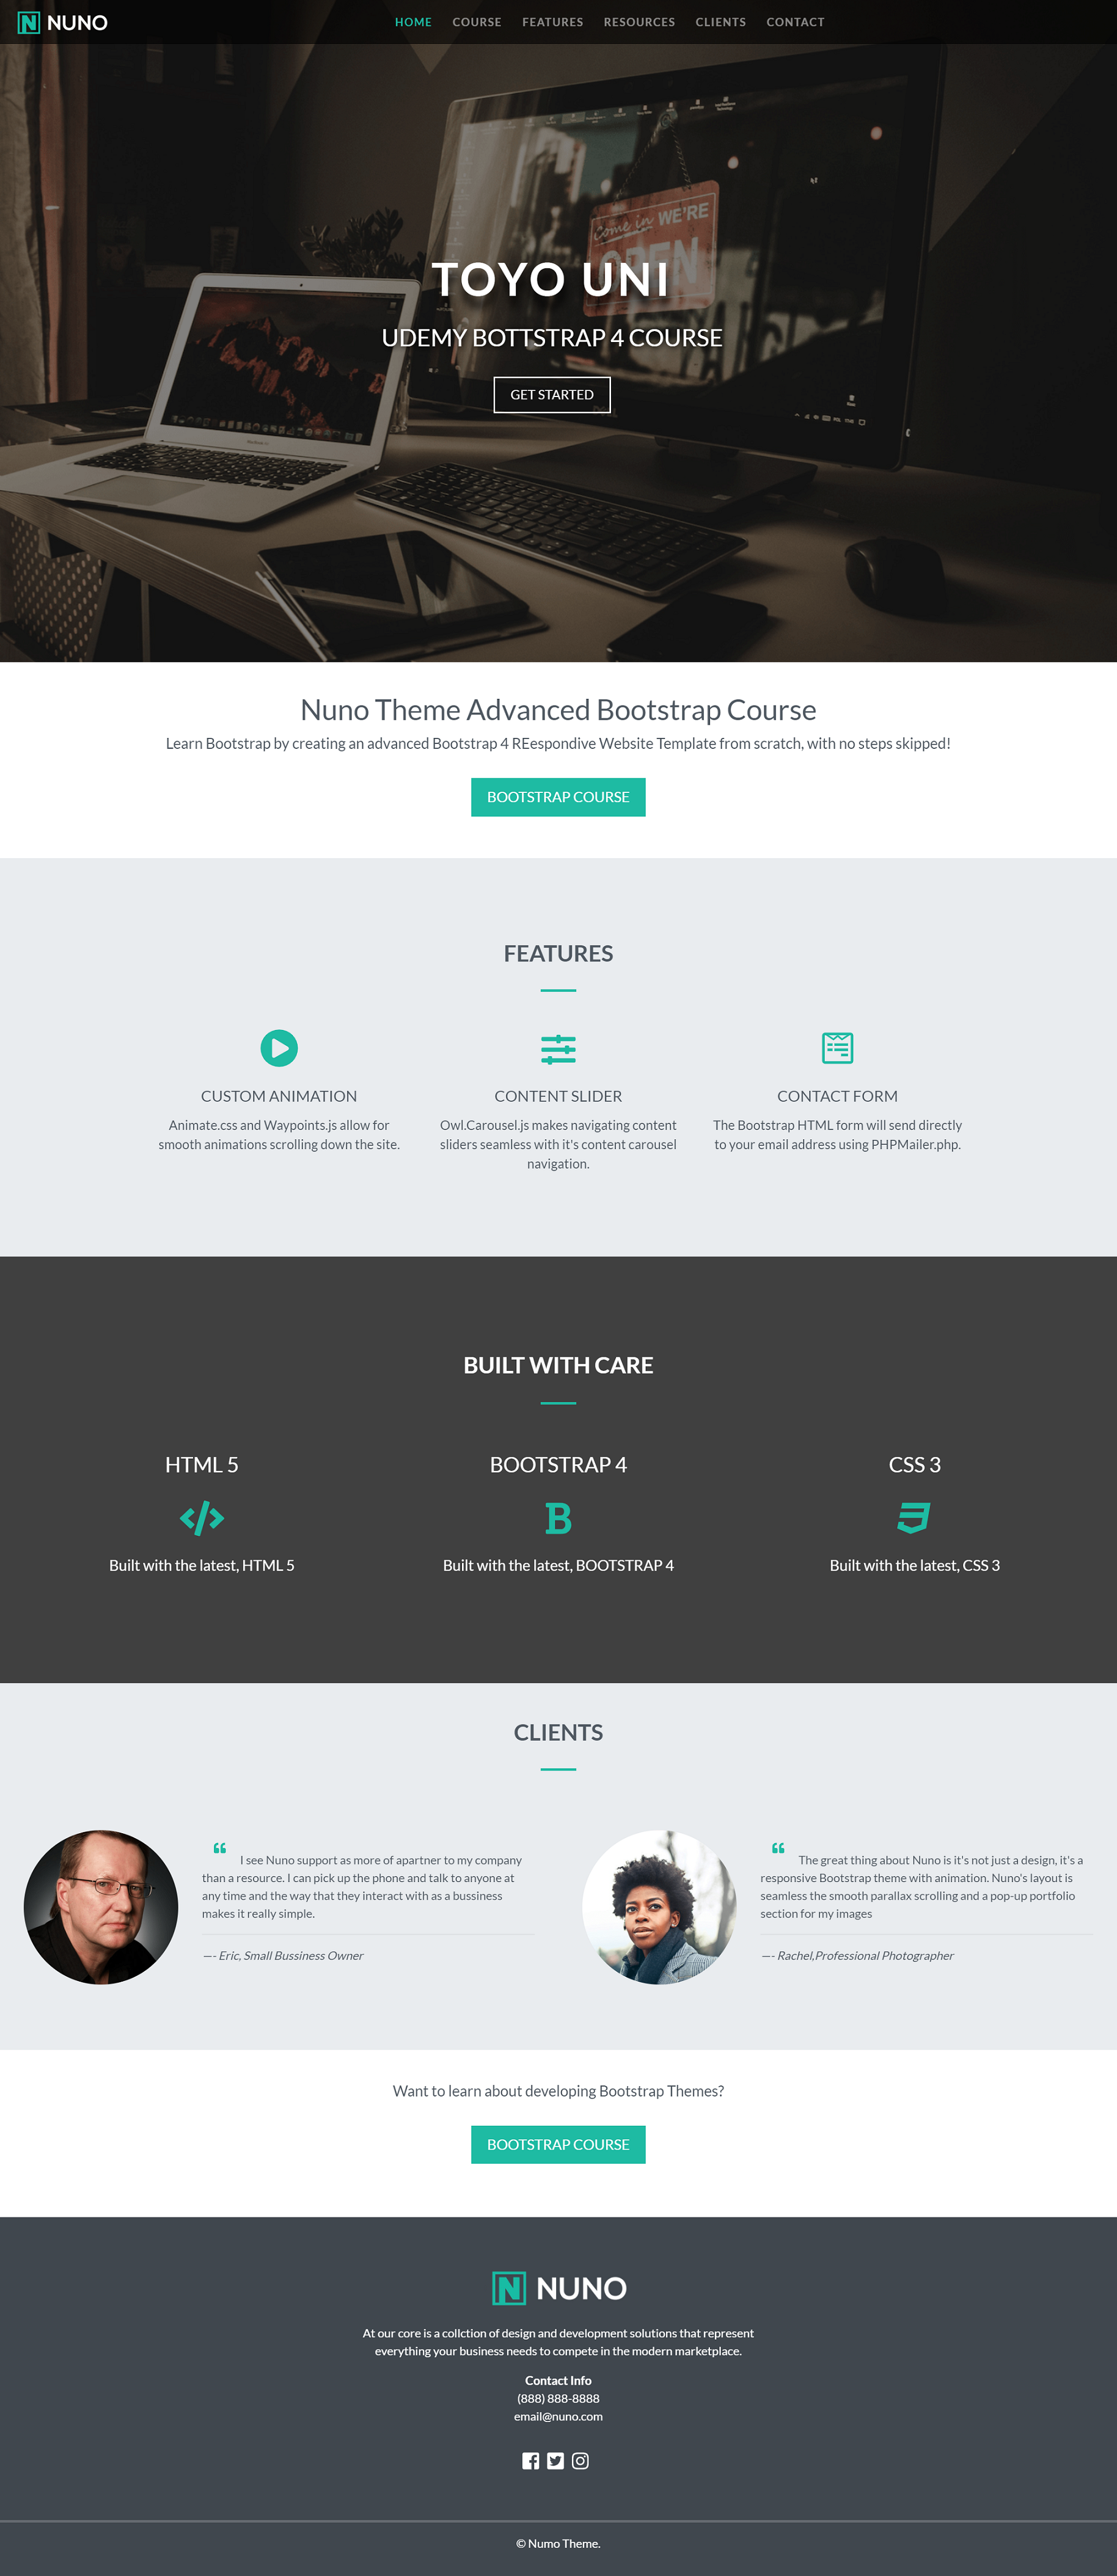 NUNO
HOME COURSE FEATURES RESOURCES CLIENTS CONTACT
Come in WE'RE
OPEN
TOYO UNI
UDEMY BOTTSTRAP 4 COURSE
GET STARTED
Nuno Theme Advanced Bootstrap Course
Learn Bootstrap by creating an advanced Bootstrap 4 REespondive Website Template from scratch, with no steps skipped!
BOOTSTRAP COURSE
FEATURES
CUSTOM ANIMATION
Animate.css and Waypoints.js allow for
smooth animations scrolling down the site.
CONTENT SLIDER
Owl.Carousel.js makes navigating content
sliders seamless with it's content carousel
navigation.
CONTACT FORM
The Bootstrap HTML form will send directly
to your email address using PHPMailer.php.
BUILT WITH CARE
HTML 5
Built with the latest, HTML 5
BOOTSTRAP 4
B
Built with the latest, BOOTSTRAP 4
CSS 3
Built with the latest, CSS 3
CLIENTS
“ I see Nuno support as more of apartner to my company
than a resource. I can pick up the phone and talk to anyone at
any time and the way that they interact with as a bussiness
makes it really simple.
—- Eric, Small Bussiness Owner
“ The great thing about Nuno is it's not just a design, it's a
responsive Bootstrap theme with animation. Nuno's layout is
seamless the smooth parallax scrolling and a pop-up portfolio
section for my images
—- Rachel,Professional Photographer
Want to learn about developing Bootstrap Themes?
BOOTSTRAP COURSE
NUNO
At our core is a collction of design and development solutions that represent
everything your business needs to compete in the modern marketplace.
Contact Info
(888) 888-8888
email@nuno.com
© Numo Theme.